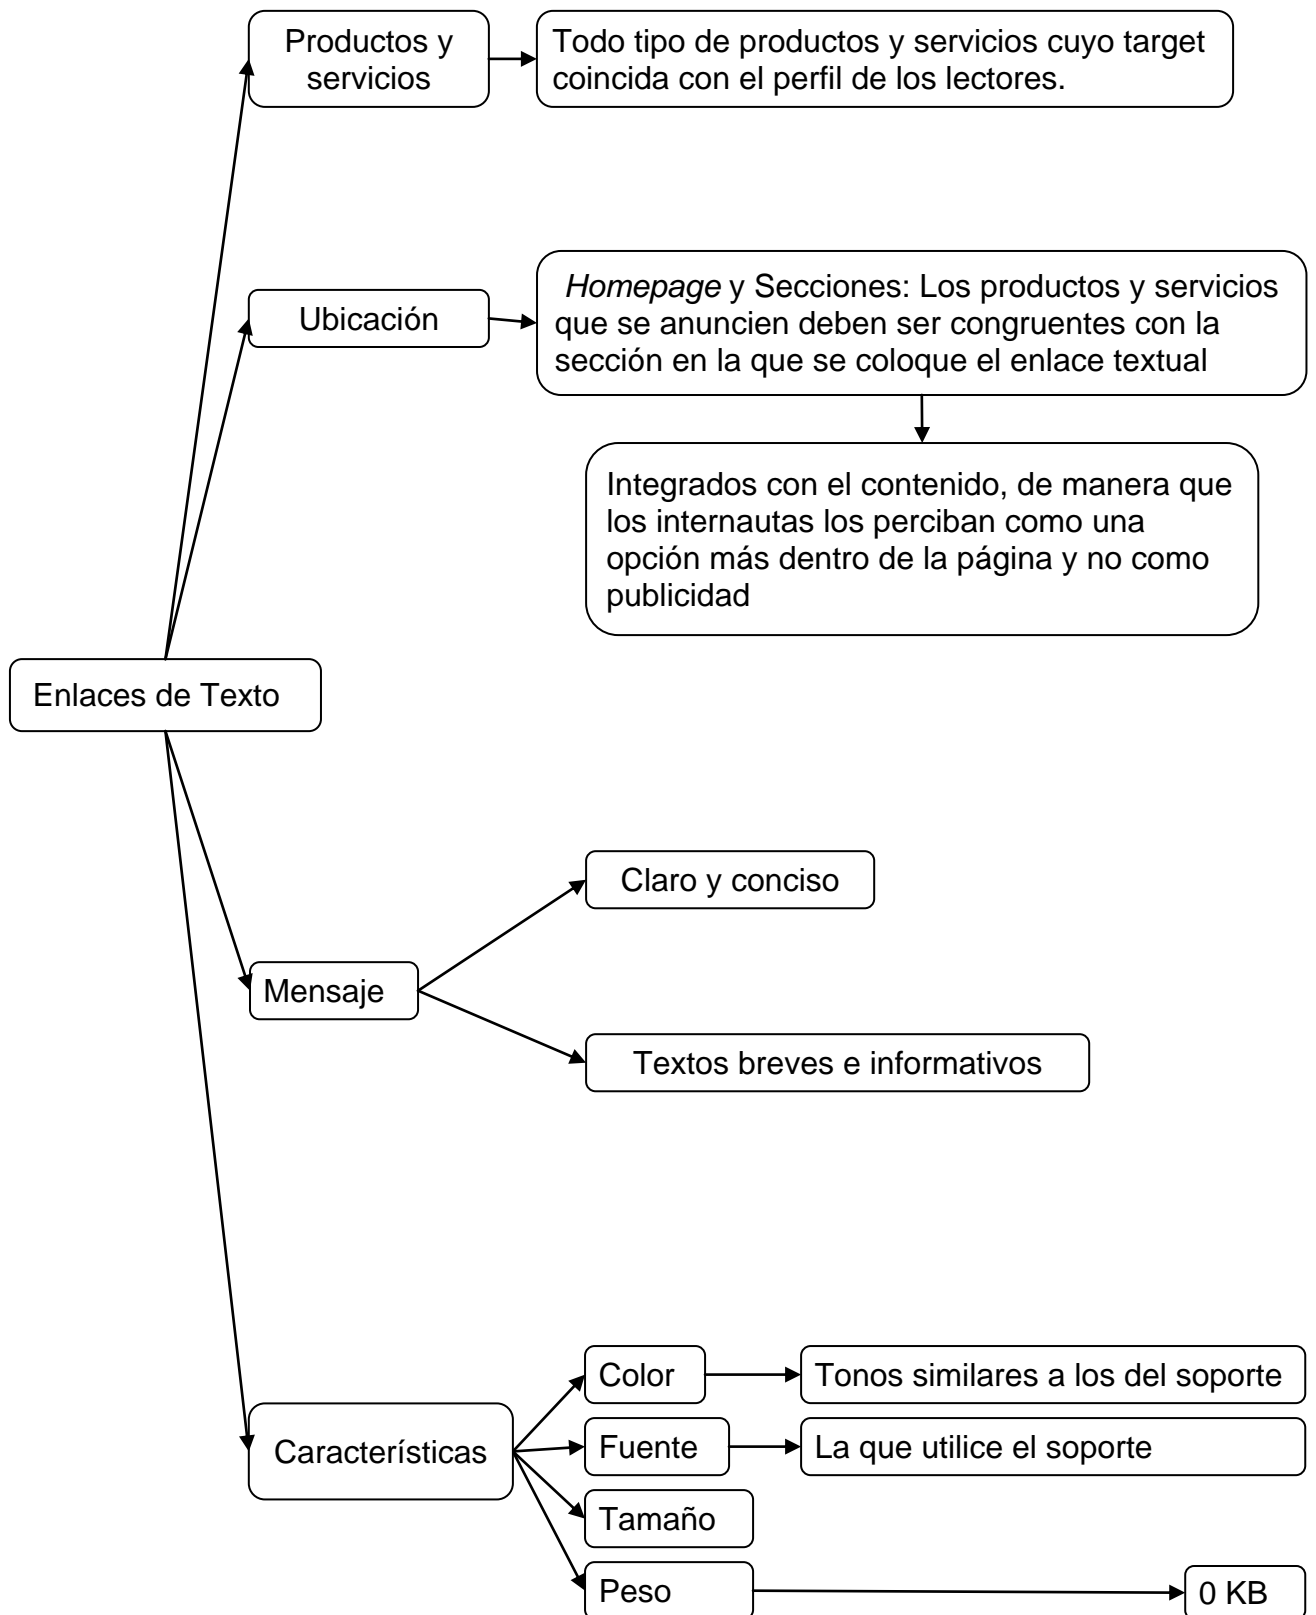 Productos y
servicios
Todo tipo de productos y servicios cuyo target
coincida con el perfil de los lectores.
Ubicación
Homepage y Secciones: Los productos y servicios
que se anuncien deben ser congruentes con la
sección en la que se coloque el enlace textual
Integrados con el contenido, de manera que
los internautas los perciban como una
opción más dentro de la página y no como
publicidad
Enlaces de Texto
Claro y conciso
Mensaje
Textos breves e informativos
Características
Color
Tonos similares a los del soporte
Fuente
La que utilice el soporte
Tamaño
Peso
0 KB